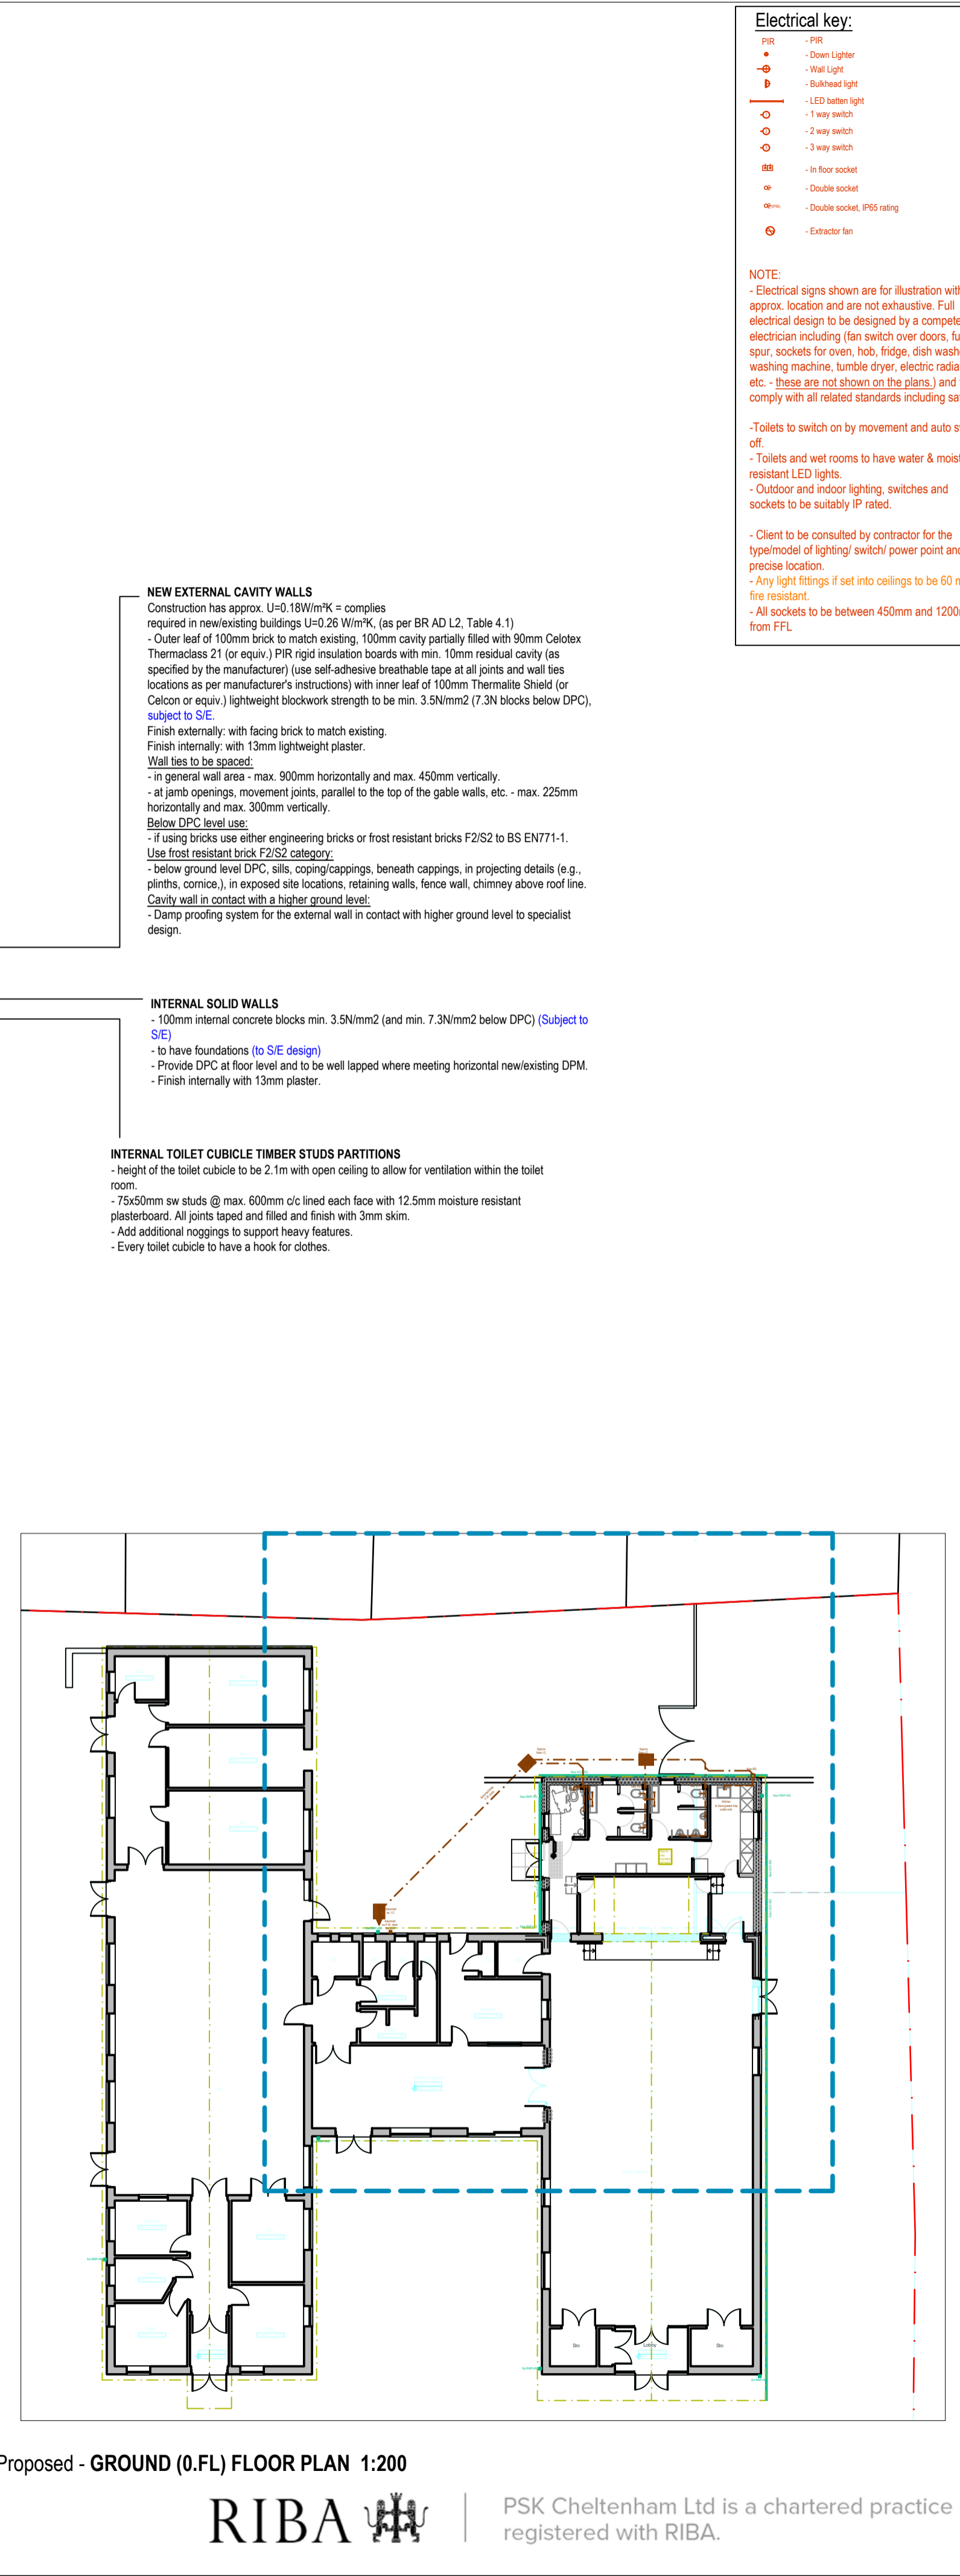 Electrical key:
PIR - PIR
- Down Lighter
- Wall Light
- Bulkhead light
- LED batten light
- 1 way switch
- 2 way switch
- 3 way switch
- In floor socket
- Double socket
- Double socket, IP65 rating
- Extractor fan
NOTE:
- Electrical signs shown are for illustration with
approx. location and are not exhaustive. Full
electrical design to be designed by a compete
electrician including (fan switch over doors, fu
spur, sockets for oven, hob, fridge, dish wash
washing machine, tumble dryer, electric radia
etc. - these are not shown on the plans.) and
comply with all related standards including sa
-Toilets to switch on by movement and auto s
off.
- Toilets and wet rooms to have water & moist
resistant LED lights.
- Outdoor and indoor lighting, switches and
sockets to be suitably IP rated.
- Client to be consulted by contractor for the
type/model of lighting/ switch/ power point and
precise location.
- Any light fittings if set into ceilings to be 60 m
fire resistant.
- All sockets to be between 450mm and 1200
from FFL
NEW EXTERNAL CAVITY WALLS
Construction has approx. U=0.18W/m²K = complies
required in new/existing buildings U=0.26 W/m²K, (as per BR AD L2, Table 4.1)
- Outer leaf of 100mm brick to match existing, 100mm cavity partially filled with 90mm Celotex
Thermaclass 21 (or equiv.) PIR rigid insulation boards with min. 10mm residual cavity (as
specified by the manufacturer) (use self-adhesive breathable tape at all joints and wall ties
locations as per manufacturer's instructions) with inner leaf of 100mm Thermalite Shield (or
Celcon or equiv.) lightweight blockwork strength to be min. 3.5N/mm2 (7.3N blocks below DPC),
subject to S/E.
Finish externally: with facing brick to match existing.
Finish internally: with 13mm lightweight plaster.
Wall ties to be spaced:
- in general wall area - max. 900mm horizontally and max. 450mm vertically.
- at jamb openings, movement joints, parallel to the top of the gable walls, etc. - max. 225mm
horizontally and max. 300mm vertically.
Below DPC level use:
- if using bricks use either engineering bricks or frost resistant bricks F2/S2 to BS EN771-1.
Use frost resistant brick F2/S2 category:
- below ground level DPC, sills, coping/cappings, beneath cappings, in projecting details (e.g.,
plinths, cornice,), in exposed site locations, retaining walls, fence wall, chimney above roof line.
Cavity wall in contact with a higher ground level:
- Damp proofing system for the external wall in contact with higher ground level to specialist
design.
INTERNAL SOLID WALLS
- 100mm internal concrete blocks min. 3.5N/mm2 (and min. 7.3N/mm2 below DPC) (Subject to
S/E)
- to have foundations (to S/E design)
- Provide DPC at floor level and to be well lapped where meeting horizontal new/existing DPM.
- Finish internally with 13mm plaster.
INTERNAL TOILET CUBICLE TIMBER STUDS PARTITIONS
- height of the toilet cubicle to be 2.1m with open ceiling to allow for ventilation within the toilet
room.
- 75x50mm sw studs @ max. 600mm c/c lined each face with 12.5mm moisture resistant
plasterboard. All joints taped and filled and finish with 3mm skim.
- Add additional noggings to support heavy features.
- Every toilet cubicle to have a hook for clothes.
Sto
Lobby
Sto
Proposed - GROUND (0.FL) FLOOR PLAN 1:200
RIBA
PSK Cheltenham Ltd is a chartered practice
registered with RIBA.